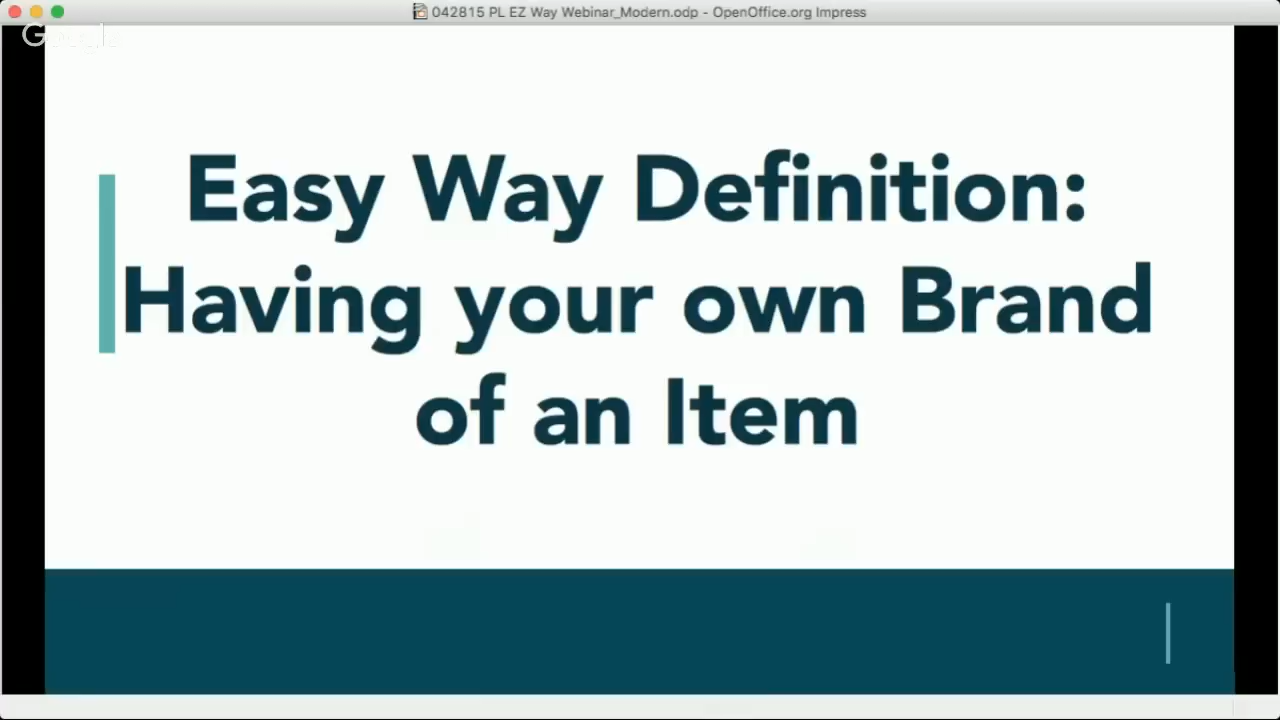 042815 PL EZ Way Webinar_Modern.odp - OpenOffice.org Impress
Google
Easy Way Definition:
Having your own Brand
of an Item